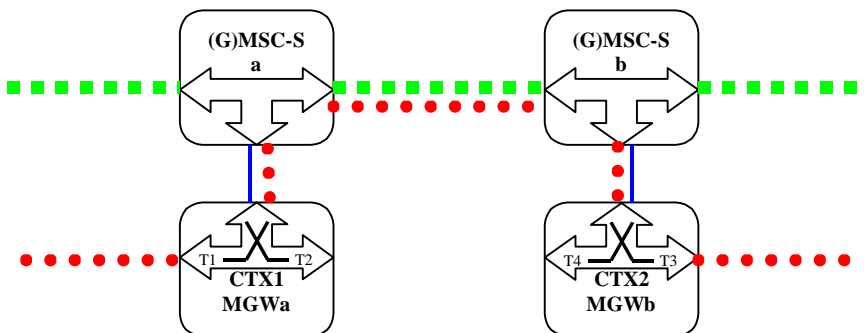 (G)MSC-S
a
(G)MSC-S
b
T1
T2
CTX1
MGWa
T4
T3
CTX2
MGWb